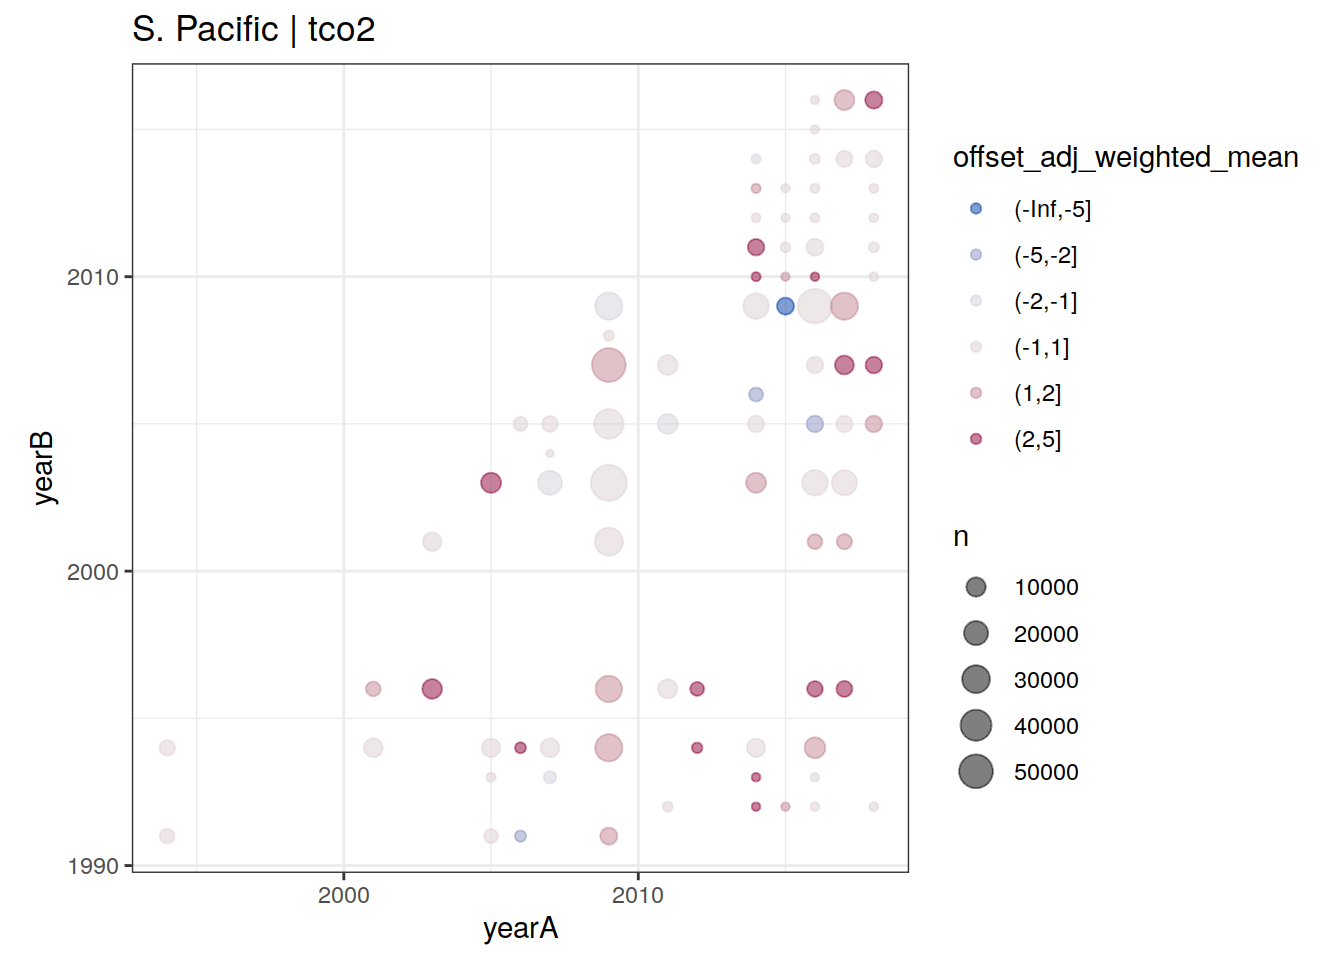 S. Pacific | tco2
yearB
2010
2000
1990
2000
2010
yearA
offset_adj_weighted_mean
(-Inf,-5]
(-5,-2]
(-2,-1]
(-1,1]
(1,2]
(2,5]
n
10000
20000
30000
40000
50000